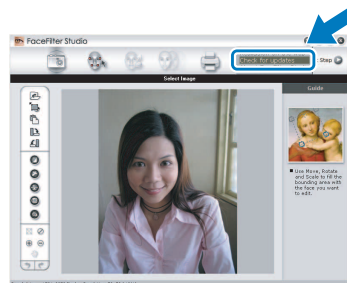 FaceFilter Studio
Check for updates
Step
Select Image
Guide
Use Move, Rotate
and Scale to fill the
bounding area with
the face you want
to edit.